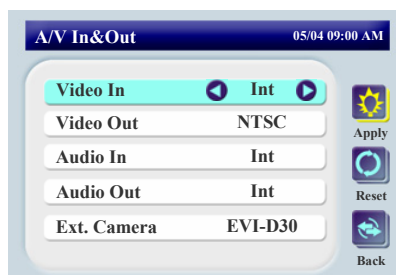 A/V In&Out 05/04 09:00 AM
Video In Int
Video Out NTSC
Apply
Audio In Int
Audio Out Int
Reset
Ext. Camera EVI-D30
Back